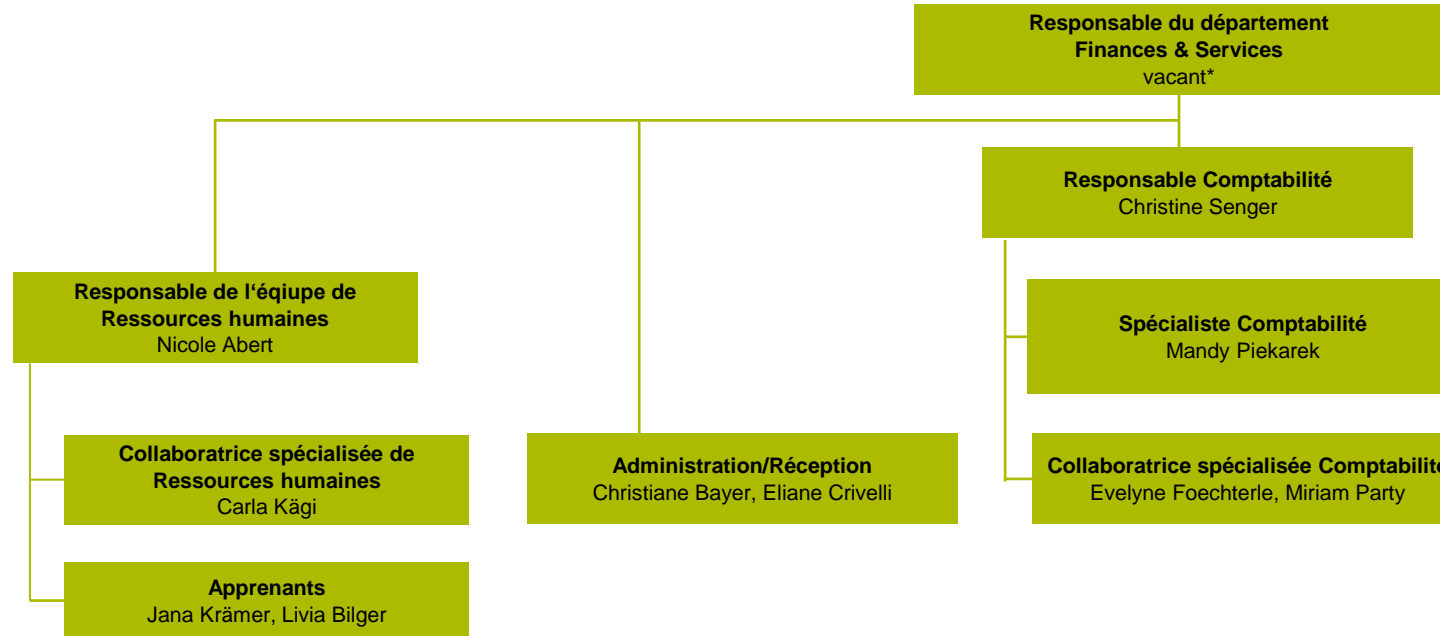 Responsable du département
Finances & Services
vacant*
Responsable Comptabilité
Christine Senger
Responsable de l‘éqiupe de
Ressources humaines
Nicole Abert
Spécialiste Comptabilité
Mandy Piekarek
Collaboratrice spécialisée de
Ressources humaines
Carla Kägi
Administration/Réception
Christiane Bayer, Eliane Crivelli
Collaboratrice spécialisée Comptabilité
Evelyne Foechterle, Miriam Party
Apprenants
Jana Krämer, Livia Bilger